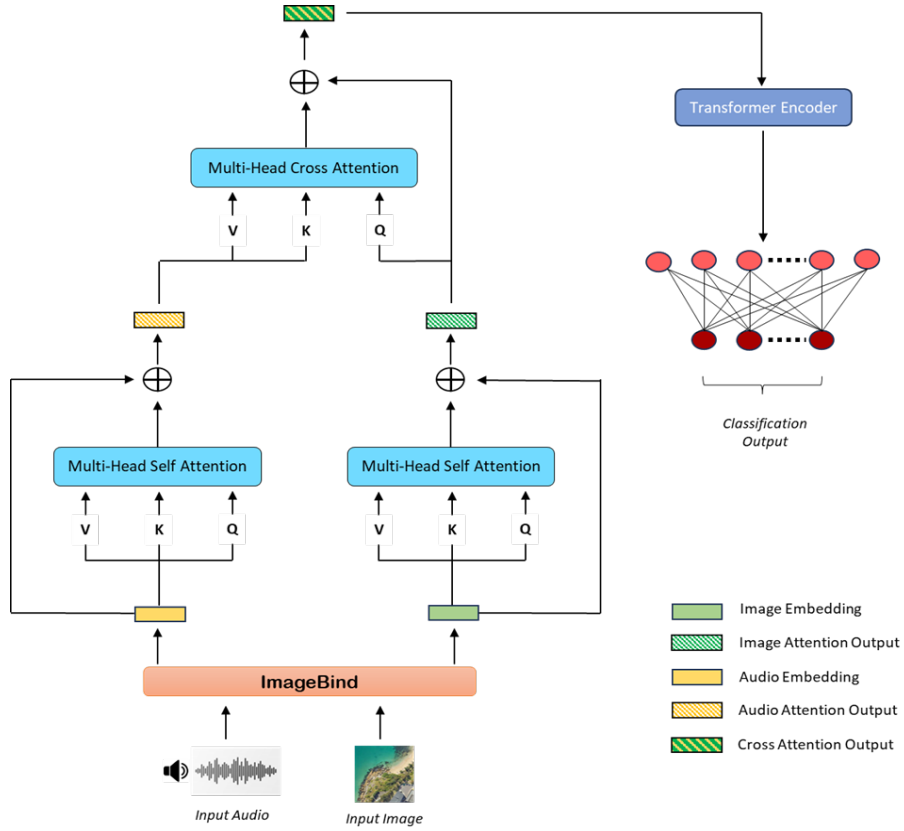 Transformer Encoder
Multi-Head Cross Attention
V K Q
Classification
Output
Multi-Head Self Attention Multi-Head Self Attention
V K Q V K Q
Image Embedding
Image Attention Output
ImageBind
Audio Embedding
Audio Attention Output
Cross Attention Output
Input Audio Input Image